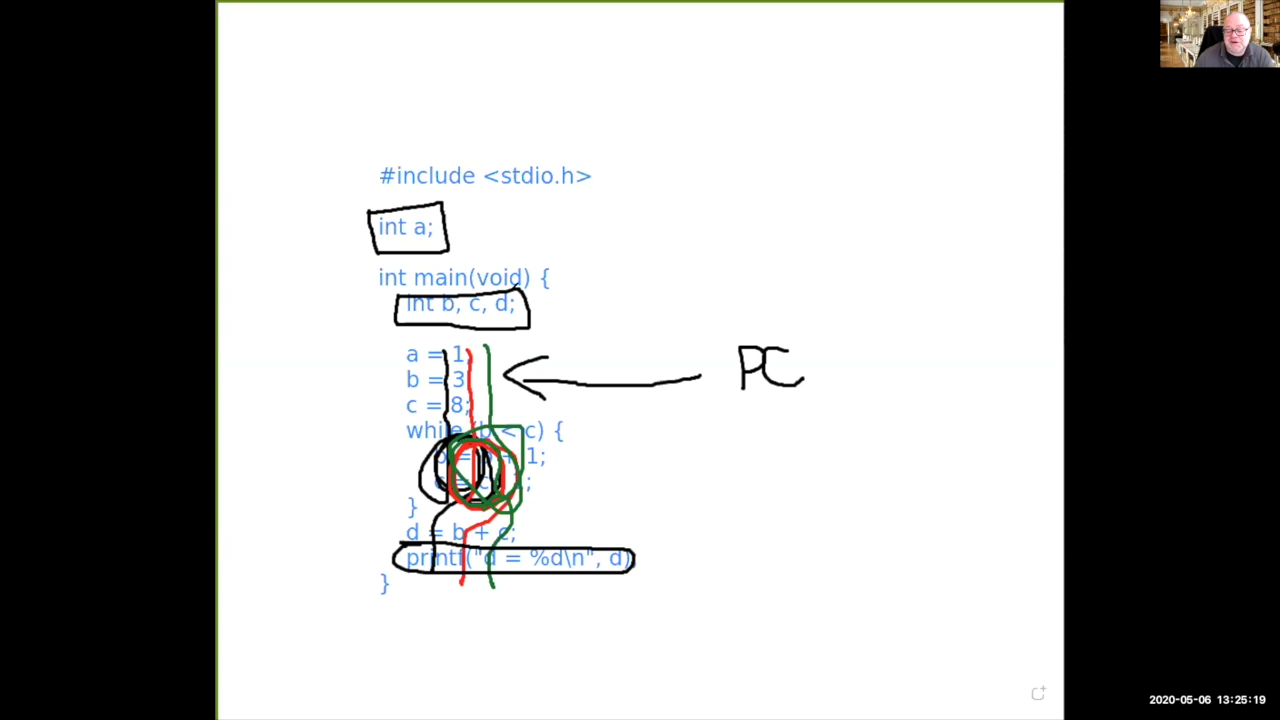 #include <stdio.h>
int a;
int main(void) {
int b, c, d;
a = 1;
PC
b = 3
c = 8;
while (b < c) {
= 1;
}
d = b + c;
printf("d = %d\n", d)
}
2020-05-06 13:25:19